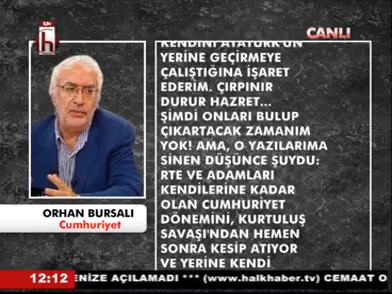 h
CANLI
KENDİNİ ATATÜRK'ÜN
YERİNE GEÇİRMEYE
ÇALIŞTIĞINA İŞARET
EDERİM. ÇIRPINIR
DURUR HAZRET...
ŞİMDİ ONLARI BULUP
ÇIKARTACAK ZAMANIM
YOK! AMA, O YAZILARIMA
SİNEN DÜŞÜNCE ŞUYDU:
RTE VE ADAMLARI
KENDİLERİNE KADAR
OLAN CUMHURİYET
DÖNEMİNİ, KURTULUŞ
SAVAŞI'NDAN HEMEN
SONRA KESİP ATIYOR
VE YERİNE KENDİ
ORHAN BURSALI
Cumhuriyet
12:12 ENİZE AÇILAMADI *** (www.halkhaber.tv) CEMAAT O